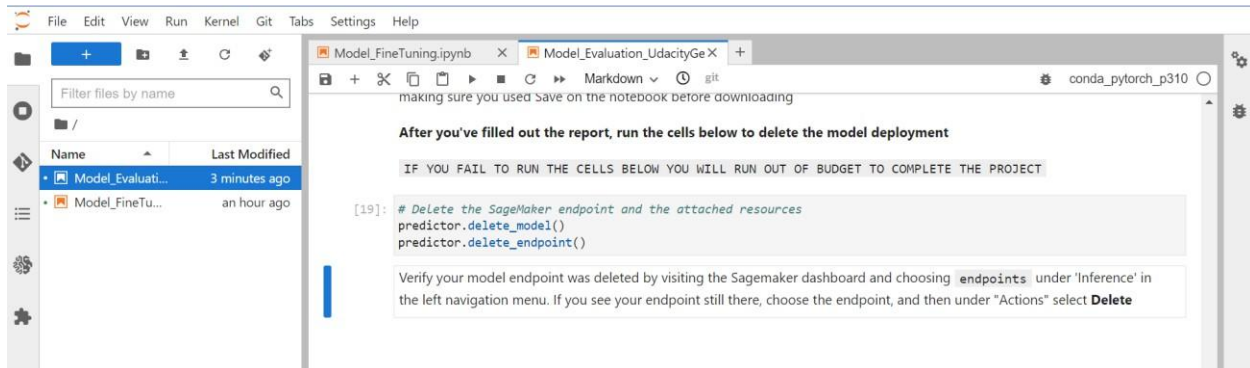 File Edit View Run Kernel Git Tabs Settings Help
Model_FineTuning.ipynb
Model_Evaluation_UdacityGe
Markdown
git
conda_pytorch_p310
Filter files by name
/
Name Last Modified
Model_Evaluati... 3 minutes ago
Model_FineTu... an hour ago
making sure you used Save on the notebook before downloading
After you've filled out the report, run the cells below to delete the model deployment
IF YOU FAIL TO RUN THE CELLS BELOW YOU WILL RUN OUT OF BUDGET TO COMPLETE THE PROJECT
[19]: # Delete the SageMaker endpoint and the attached resources
predictor.delete_model()
predictor.delete_endpoint()
Verify your model endpoint was deleted by visiting the Sagemaker dashboard and choosing endpoints under 'Inference' in
the left navigation menu. If you see your endpoint still there, choose the endpoint, and then under "Actions" select Delete